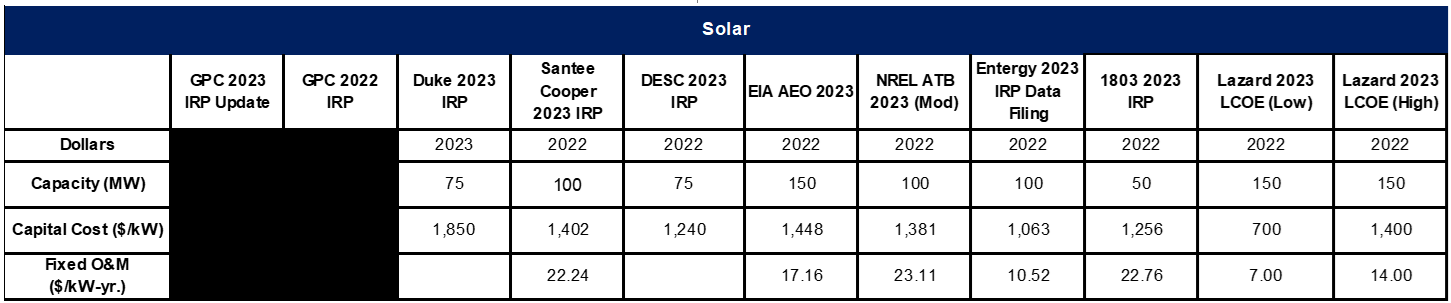 Solar
GPC 2023 IRP Update GPC 2022 IRP Duke 2023 IRP Santee Cooper 2023 IRP DESC 2023 IRP EIA AEO 2023 NREL ATB 2023 (Mod) Entergy 2023 IRP Data Filing 1803 2023 IRP Lazard 2023 LCOE (Low) Lazard 2023 LCOE (High)
Dollars 2023 2022 2022 2022 2022 2022 2022 2022 2022
Capacity (MW) 75 100 75 150 100 100 50 150 150
Capital Cost ($/kW) 1,850 1,402 1,240 1,448 1,381 1,063 1,256 700 1,400
Fixed O&M ($/kW-yr.) 22.24 17.16 23.11 10.52 22.76 7.00 14.00